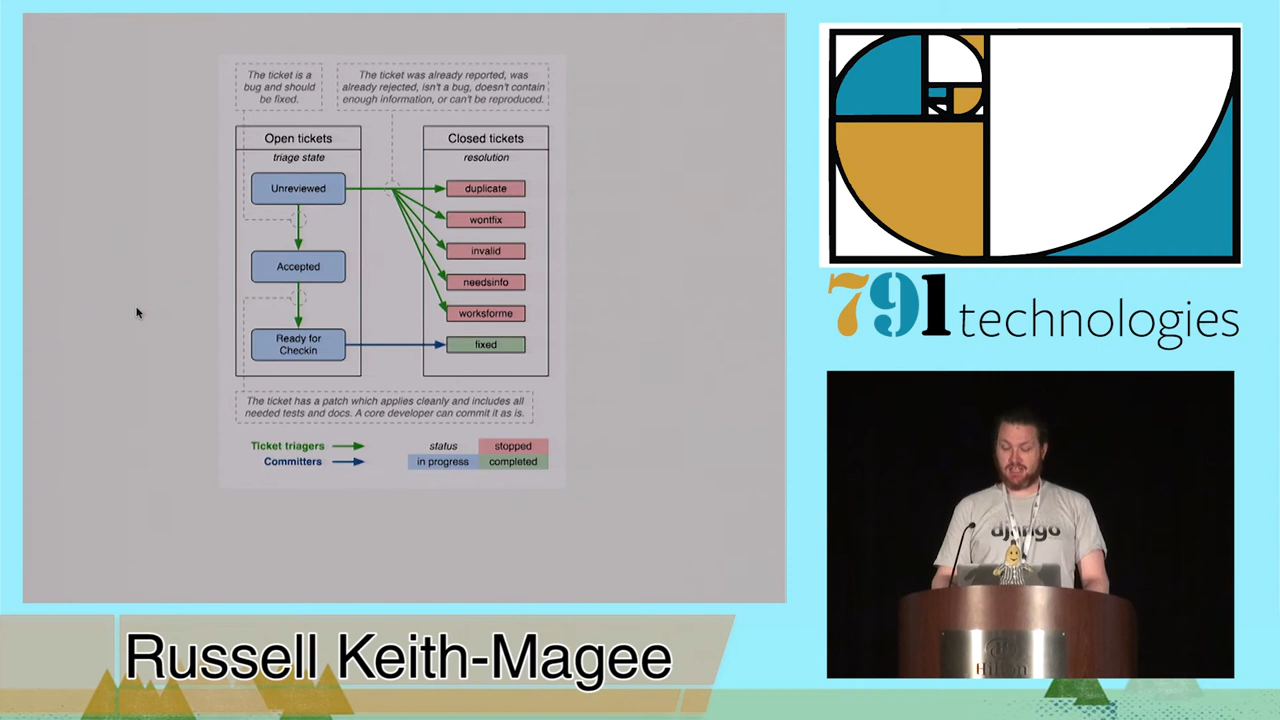 The ticket is a
bug and should
be fixed.
The ticket was already reported, was
already rejected, isn't a bug, doesn't contain
enough information, or can't be reproduced.
Open tickets
triage state
Unreviewed
Accepted
Ready for
Checkin
Closed tickets
resolution
duplicate
wontfix
invalid
needsinfo
worksforme
fixed
The ticket has a patch which applies cleanly and includes all
needed tests and docs. A core developer can commit it as is.
Ticket triagers
Committers
status
stopped
in progress
completed
791 technologies
django
Hilton
Russell Keith-Magee